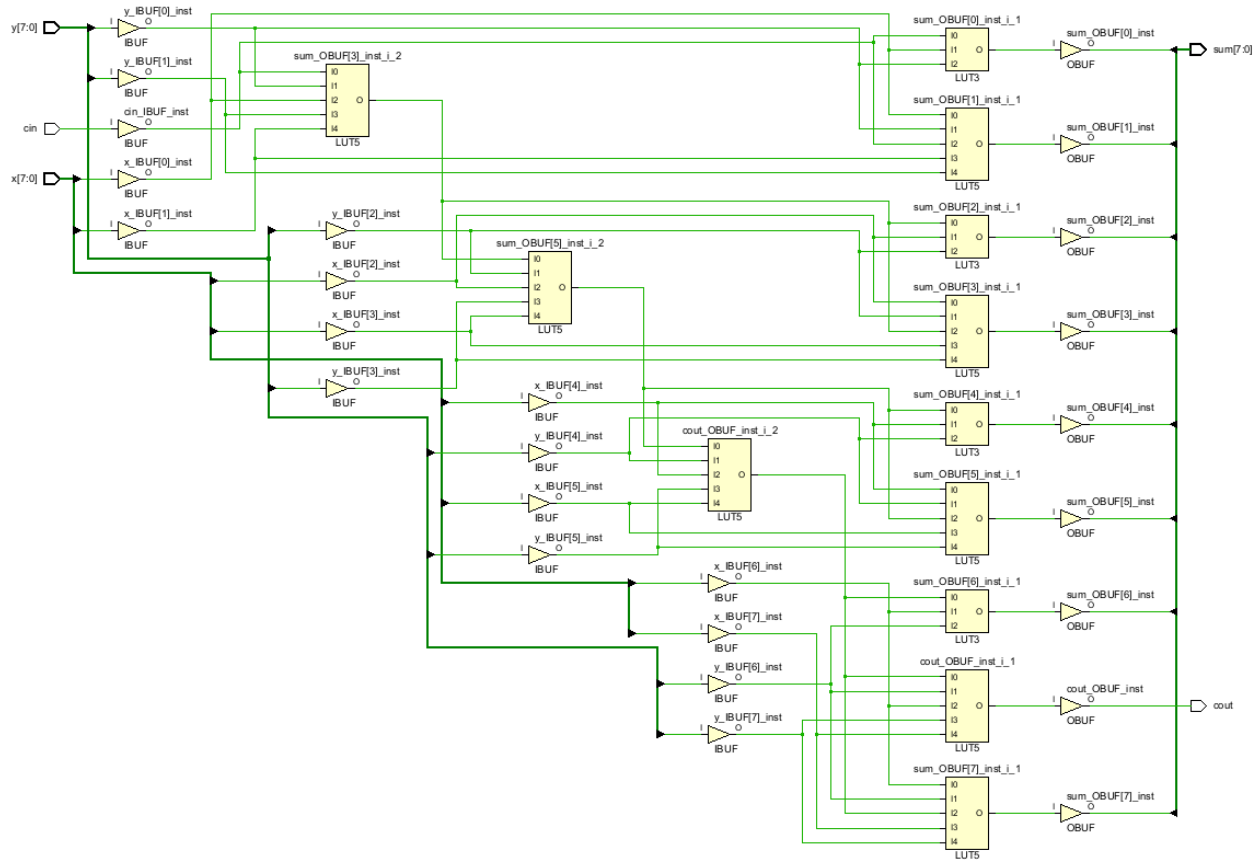 y[7:0]
y_IBUF[0]_inst
I
O
IBUF
y_IBUF[1]_inst
I
O
IBUF
cin
cin_IBUF_inst
I
O
IBUF
x[7:0]
x_IBUF[0]_inst
I
O
IBUF
x_IBUF[1]_inst
I
O
IBUF
sum_OBUF[3]_inst_i_2
I0
I1
I2
I3
I4
O
LUT5
y_IBUF[2]_inst
I
O
IBUF
x_IBUF[2]_inst
I
O
IBUF
x_IBUF[3]_inst
I
O
IBUF
y_IBUF[3]_inst
I
O
IBUF
sum_OBUF[5]_inst_i_2
I0
I1
I2
I3
I4
O
LUT5
x_IBUF[4]_inst
I
O
IBUF
y_IBUF[4]_inst
I
O
IBUF
x_IBUF[5]_inst
I
O
IBUF
y_IBUF[5]_inst
I
O
IBUF
cout_OBUF_inst_i_2
I0
I1
I2
I3
I4
O
LUT5
x_IBUF[6]_inst
I
O
IBUF
x_IBUF[7]_inst
I
O
IBUF
y_IBUF[6]_inst
I
O
IBUF
y_IBUF[7]_inst
I
O
IBUF
sum_OBUF[0]_inst_i_1
I0
I1
I2
O
LUT3
sum_OBUF[1]_inst_i_1
I0
I1
I2
I3
I4
O
LUT5
sum_OBUF[2]_inst_i_1
I0
I1
I2
O
LUT3
sum_OBUF[3]_inst_i_1
I0
I1
I2
I3
I4
O
LUT5
sum_OBUF[4]_inst_i_1
I0
I1
I2
O
LUT3
sum_OBUF[5]_inst_i_1
I0
I1
I2
I3
I4
O
LUT5
sum_OBUF[6]_inst_i_1
I0
I1
I2
O
LUT3
cout_OBUF_inst_i_1
I0
I1
I2
I3
I4
O
LUT5
sum_OBUF[7]_inst_i_1
I0
I1
I2
I3
I4
O
LUT5
sum_OBUF[0]_inst
I
O
OBUF
sum_OBUF[1]_inst
I
O
OBUF
sum_OBUF[2]_inst
I
O
OBUF
sum_OBUF[3]_inst
I
O
OBUF
sum_OBUF[4]_inst
I
O
OBUF
sum_OBUF[5]_inst
I
O
OBUF
sum_OBUF[6]_inst
I
O
OBUF
cout_OBUF_inst
I
O
OBUF
sum_OBUF[7]_inst
I
O
OBUF
sum[7:0]
cout